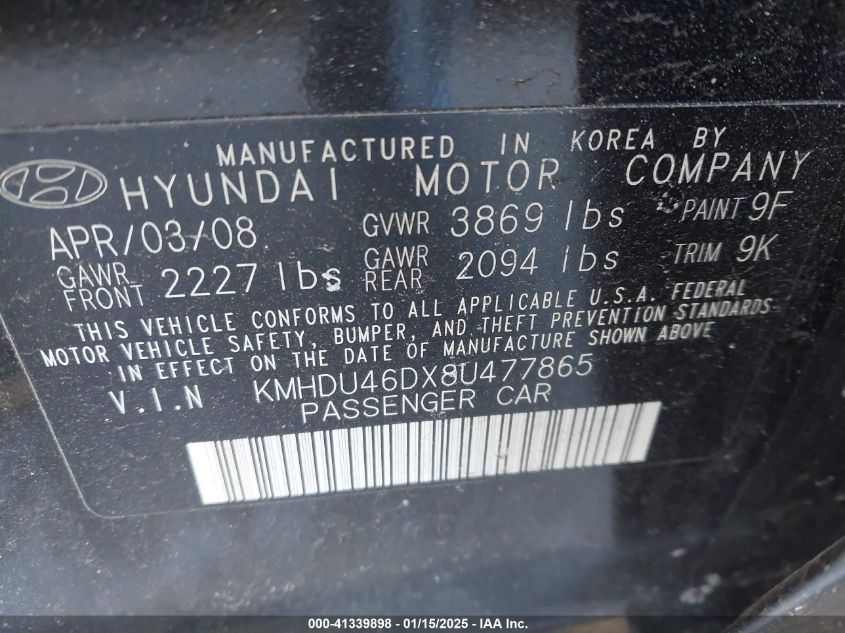 MANUFACTURED IN KOREA BY
HYUNDAI MOTOR COMPANY
APR/03/08 GVWR 3869 lbs PAINT 9F
GAWR FRONT 2227 lbs GAWR REAR 2094 lbs TRIM 9K
THIS VEHICLE CONFORMS TO ALL APPLICABLE U.S.A. FEDERAL
MOTOR VEHICLE SAFETY, BUMPER, AND THEFT PREVENTION STANDARDS
IN EFFECT ON THE DATE OF MANUFACTURE SHOWN ABOVE
V.I.N KMHDU46DX8U477865
PASSENGER CAR
000-41339898 - 01/15/2025 - IAA Inc.